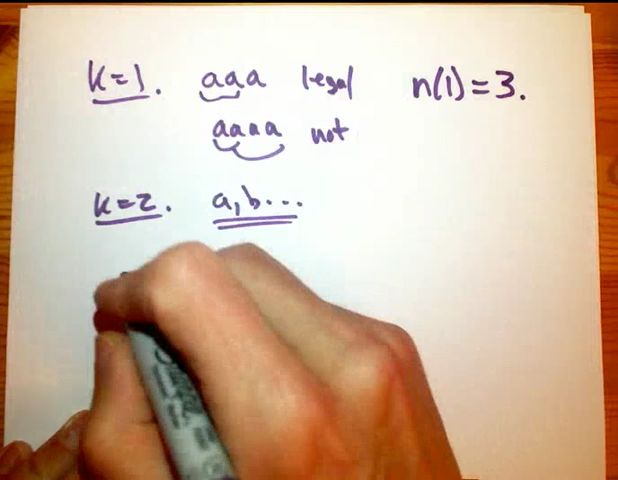 k=1. aaa legal n(1)=3.
aaaa not
k=2. a,b...